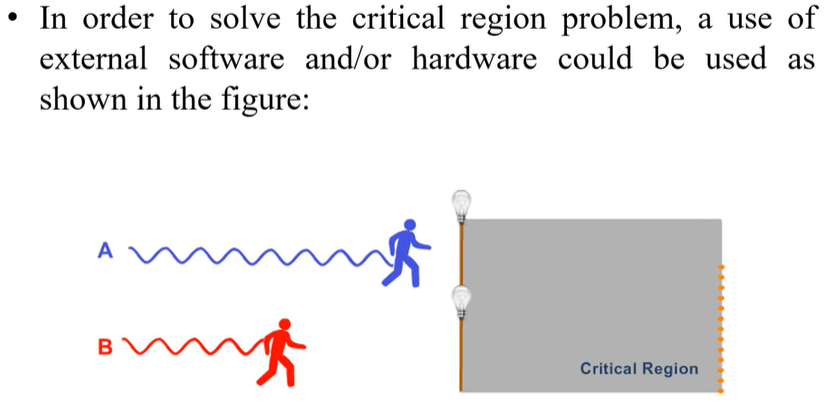 • In order to solve the critical region problem, a use of
external software and/or hardware could be used as
shown in the figure:
A
B
Critical Region